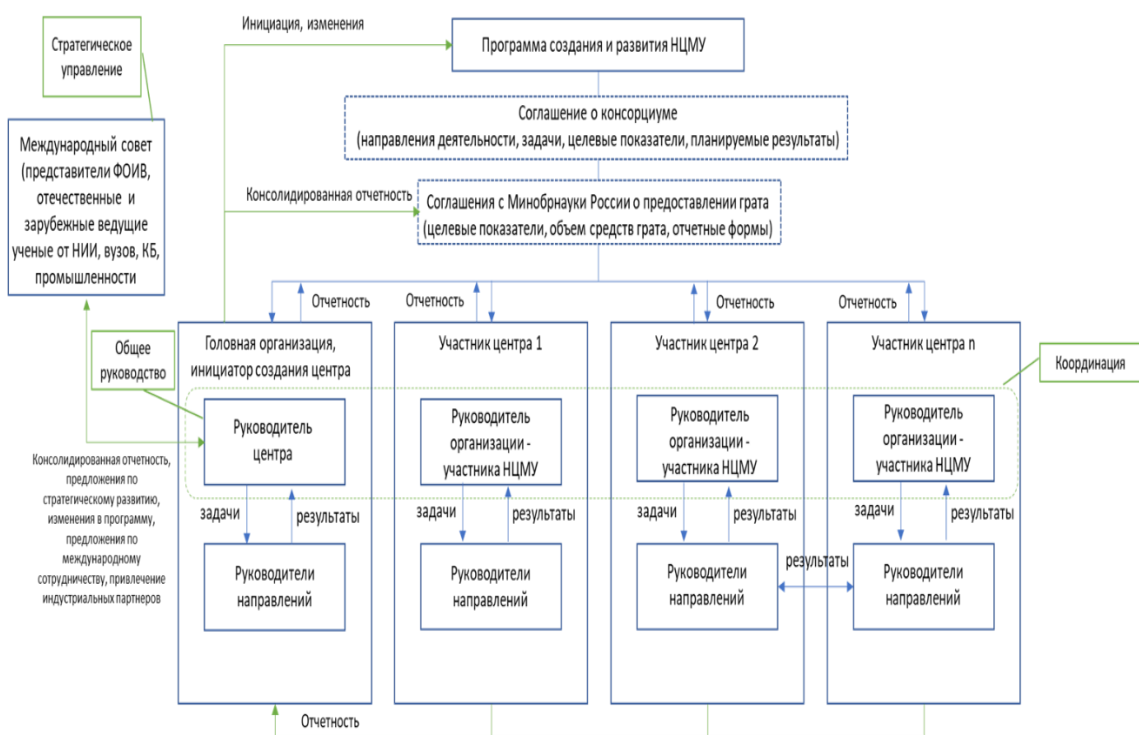 Инициация, изменения
Программа создания и развития НЦМУ
Стратегическое
управление
Соглашение о консорциуме
(направления деятельности, задачи, целевые показатели, планируемые результаты)
Международный совет
(представители ФОИВ,
отечественные и
зарубежные ведущие
ученые от НИИ, вузов, КБ,
промышленности
Консолидированная отчетность
Соглашения с Минобрнауки России о предоставлении грата
(целевые показатели, объем средств грата, отчетные формы)
Отчетность
Отчетность
Отчетность
Отчетность
Общее
руководство
Головная организация,
инициатор создания центра
Участник центра 1
Участник центра 2
Участник центра n
Координация
Руководитель
центра
Руководитель
организации -
участника НЦМУ
Руководитель
организации -
участника НЦМУ
Руководитель
организации -
участника НЦМУ
Консолидированная отчетность,
предложения по
стратегическому развитию,
изменения в программу,
предложения по
международному
сотрудничеству, привлечение
индустриальных партнеров
задачи
результаты
задачи
результаты
задачи
результаты
задачи
результаты
Руководители
направлений
Руководители
направлений
Руководители
направлений
результаты
Руководители
направлений
Отчетность